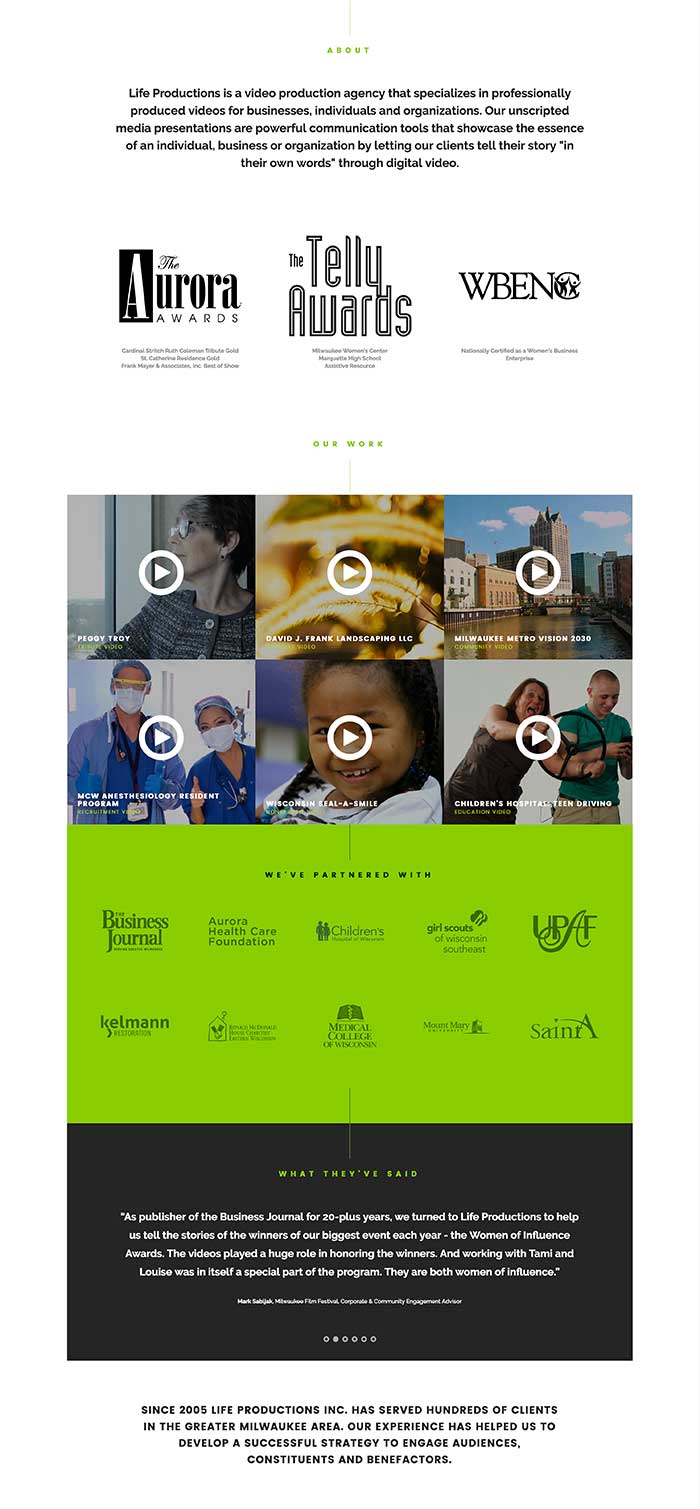 ABOUT
Life Productions is a video production agency that specializes in professionally
produced videos for businesses, individuals and organizations. Our unscripted
media presentations are powerful communication tools that showcase the essence
of an individual, business or organization by letting our clients tell their story "in
their own words" through digital video.
The
Aurora
AWARDS
The Telly
Awards
WBENC
Cardinal Stritch Ruth Coleman Tribute Gold
St. Catherine Residence Gold
Frank Mayer & Associates, Inc. Best of Show
Milwaukee Women's Center
Marquette High School
Assistive Resource
Nationally Certified as a Women's Business
Enterprise
OUR WORK
PEGGY TROY
TRIBUTE VIDEO
DAVID J. FRANK LANDSCAPING LLC
VIDEO
MILWAUKEE METRO VISION 2030
COMMUNITY VIDEO
MCW ANESTHESIOLOGY RESIDENT
PROGRAM
RECRUITMENT VIDEO
WISCONSIN SEAL-A-SMILE
CHILDREN'S HOSPITAL: TEEN DRIVING
EDUCATION VIDEO
WE'VE PARTNERED WITH
THE
Business
Journal
SERVING GREATER MILWAUKEE
Aurora
Health Care
Foundation
Children's
Hospital of Wisconsin
girl scouts
of wisconsin
southeast
UPAF
kelmann
RESTORATION
RONALD MCDONALD
HOUSE CHARITIES
EASTERN WISCONSIN
MEDICAL
COLLEGE
OF WISCONSIN
Mount Mary
UNIVERSITY
SaintA
WHAT THEY'VE SAID
"As publisher of the Business Journal for 20-plus years, we turned to Life Productions to help
us tell the stories of the winners of our biggest event each year - the Women of Influence
Awards. The videos played a huge role in honoring the winners. And working with Tami and
Louise was in itself a special part of the program. They are both women of influence."
Mark Sabljak, Milwaukee Film Festival, Corporate & Community Engagement Advisor
SINCE 2005 LIFE PRODUCTIONS INC. HAS SERVED HUNDREDS OF CLIENTS
IN THE GREATER MILWAUKEE AREA. OUR EXPERIENCE HAS HELPED US TO
DEVELOP A SUCCESSFUL STRATEGY TO ENGAGE AUDIENCES,
CONSTITUENTS AND BENEFACTORS.